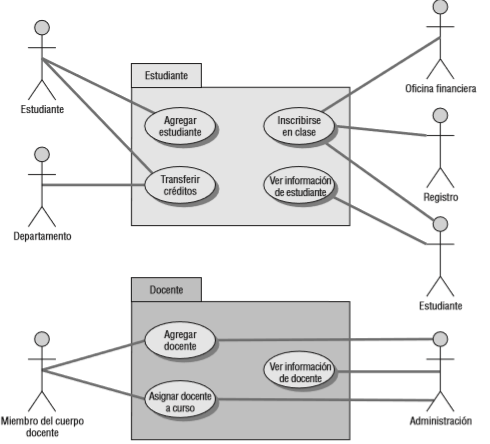 Estudiante
Departamento
Estudiante
Agregar
estudiante
Transferir
créditos
Inscribirse
en clase
Ver información
de estudiante
Oficina financiera
Registro
Estudiante
Docente
Agregar
docente
Asignar docente
a curso
Ver información
de docente
Miembro del cuerpo
docente
Administración